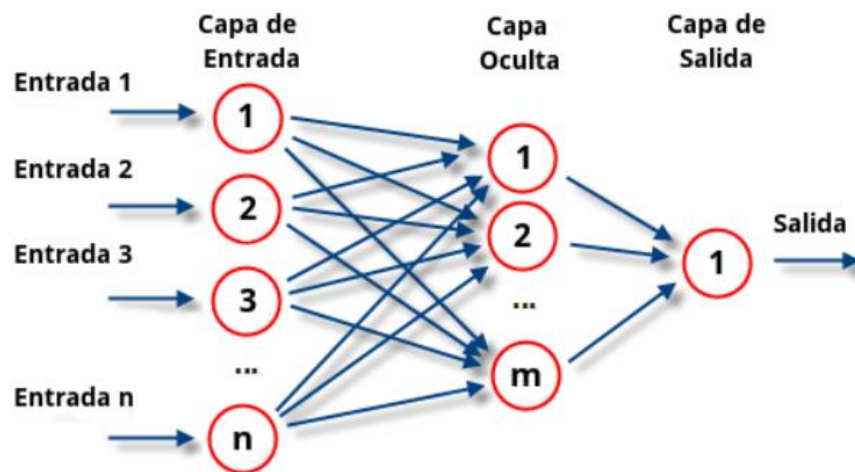 Capa de
Entrada
Capa
Oculta
Capa de
Salida
Entrada 1
Entrada 2
Entrada 3
Entrada n
1
2
3
...
n
1
2
...
m
1
Salida